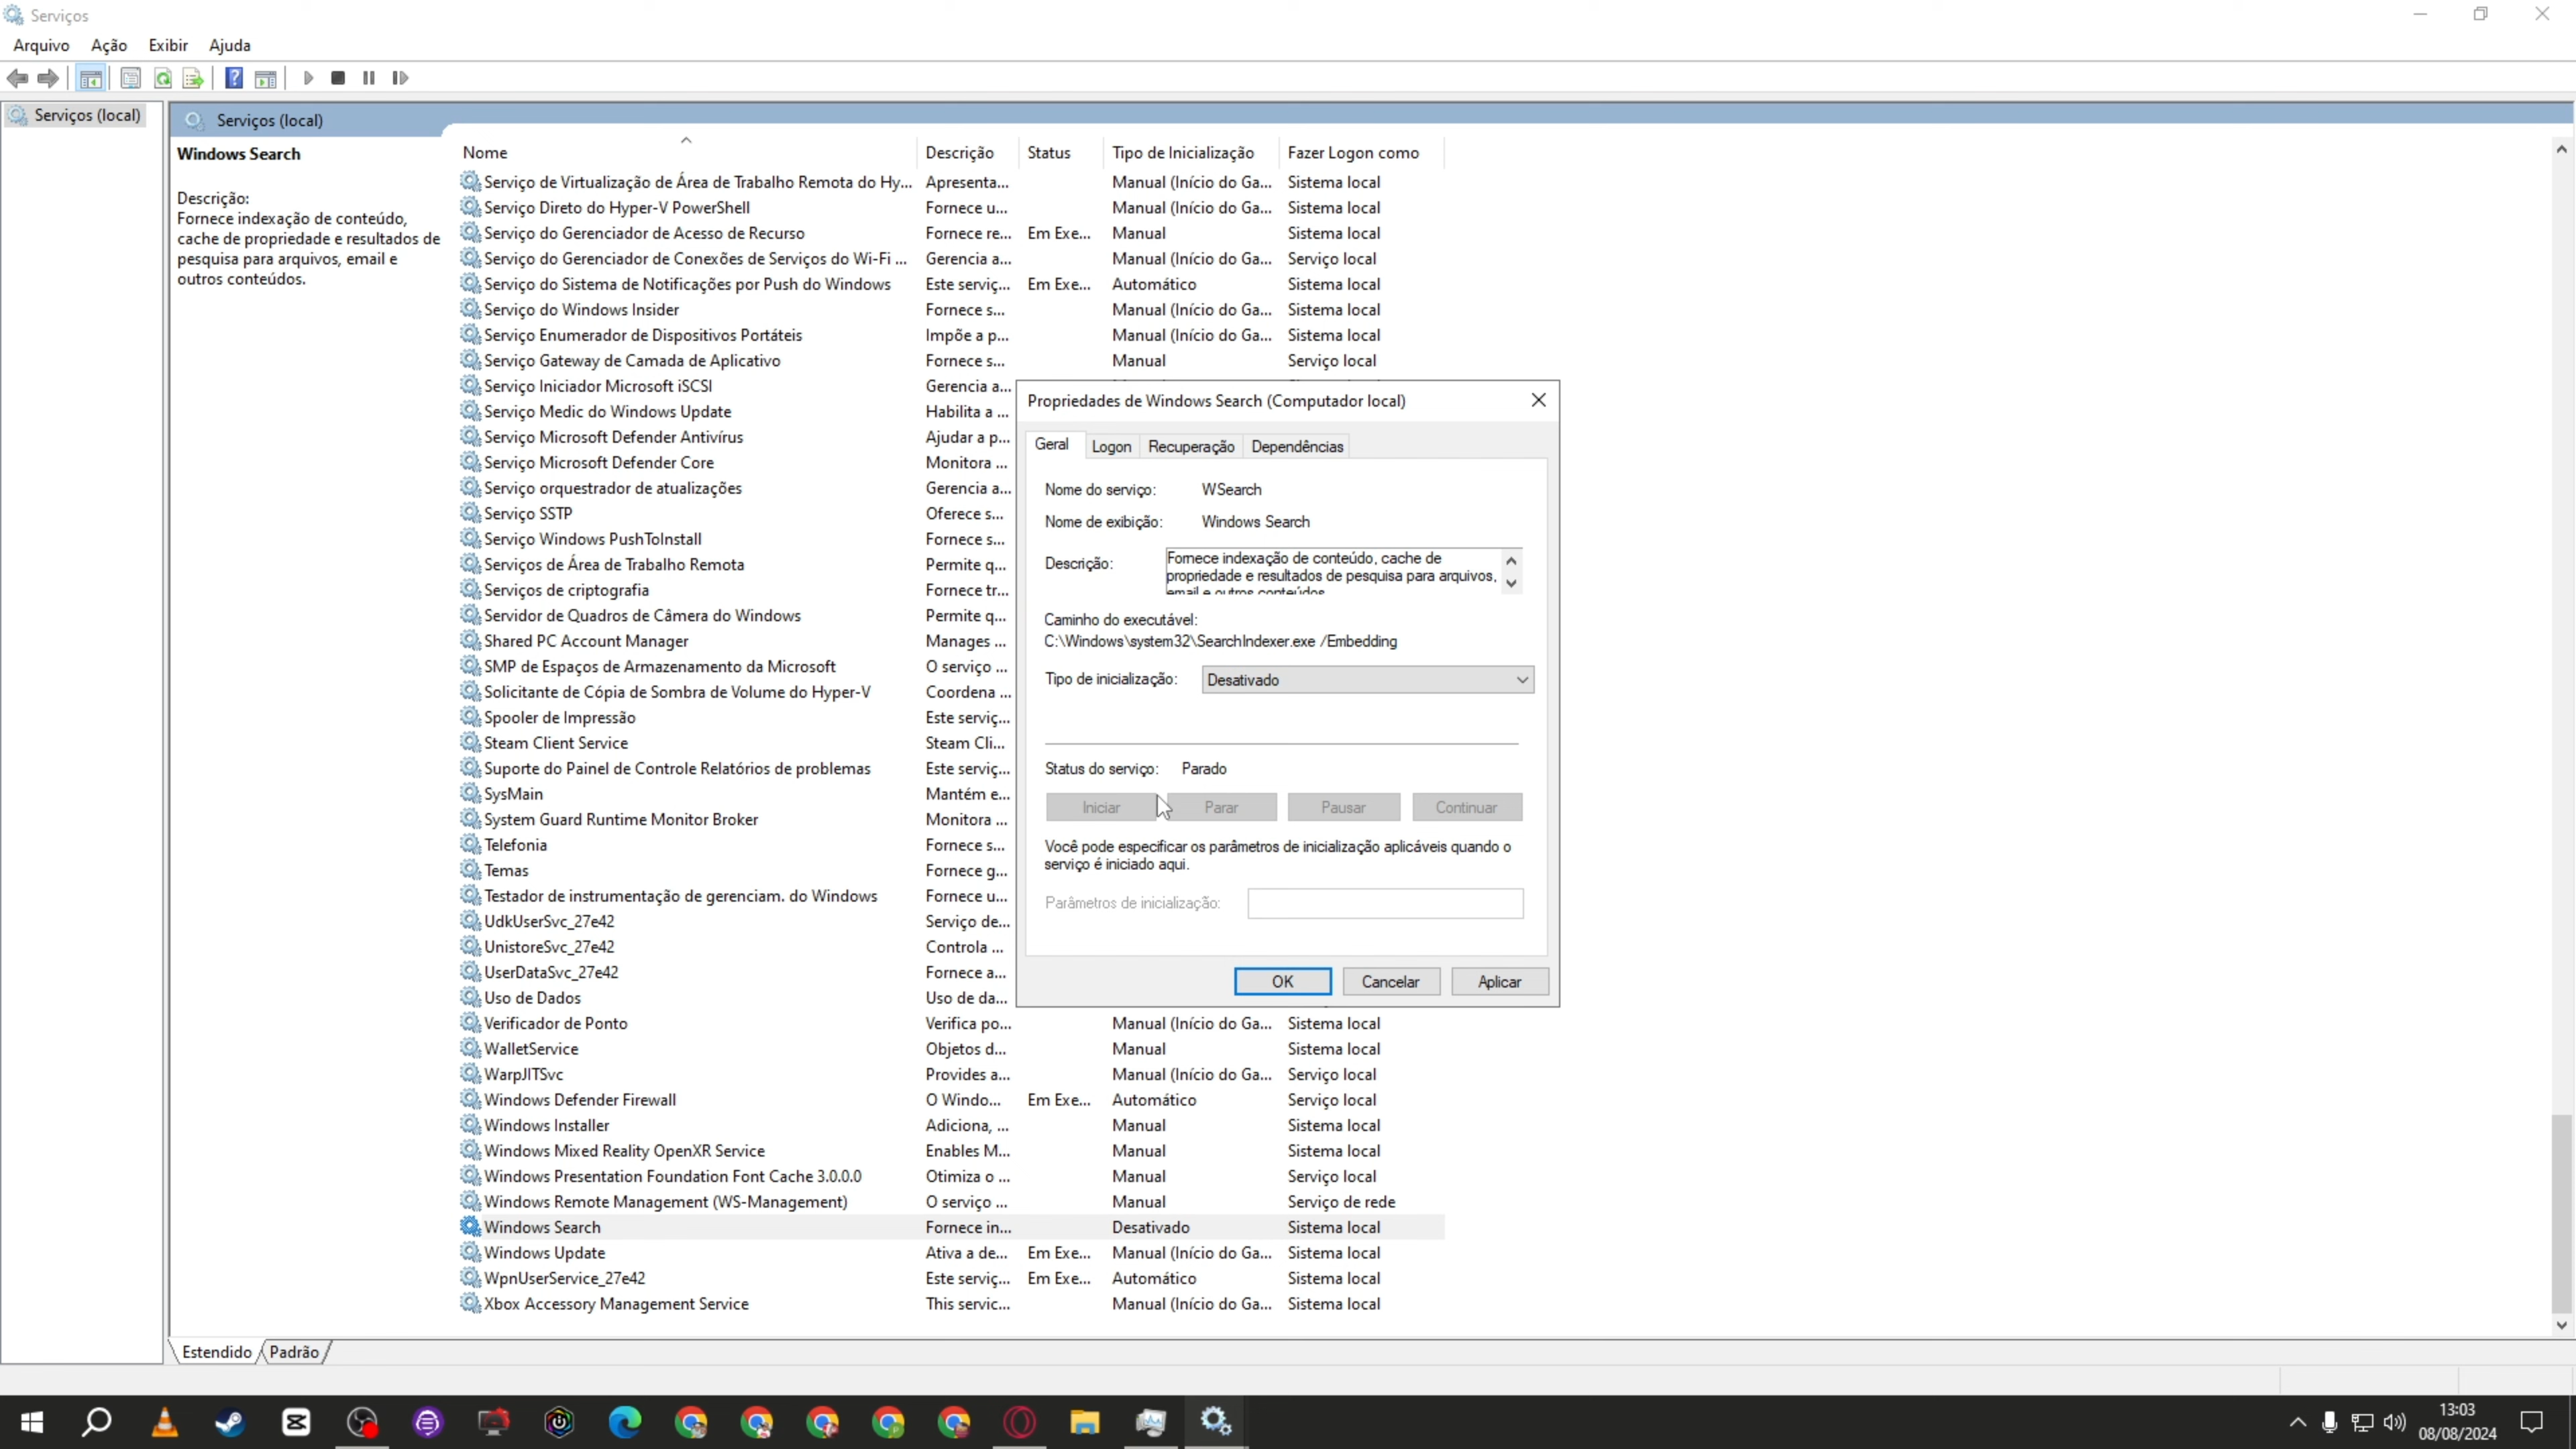 Serviços
Arquivo Ação Exibir Ajuda
Serviços (local)
Serviços (local)
Windows Search
Descrição:
Fornece indexação de conteúdo,
cache de propriedade e resultados de
pesquisa para arquivos, email e
outros conteúdos.
Nome Descrição Status Tipo de Inicialização Fazer Logon como
Serviço de Virtualização de Área de Trabalho Remota do Hy... Apresenta... Manual (Início do Ga... Sistema local
Serviço Direto do Hyper-V PowerShell Fornece u... Manual (Início do Ga... Sistema local
Serviço do Gerenciador de Acesso de Recurso Fornece re... Em Exe... Manual Sistema local
Serviço do Gerenciador de Conexões de Serviços do Wi-Fi ... Gerencia a... Manual (Início do Ga... Serviço local
Serviço do Sistema de Notificações por Push do Windows Este serviç... Em Exe... Automático Sistema local
Serviço do Windows Insider Fornece s... Manual (Início do Ga... Sistema local
Serviço Enumerador de Dispositivos Portáteis Impõe a p... Manual (Início do Ga... Sistema local
Serviço Gateway de Camada de Aplicativo Fornece s... Manual Serviço local
Serviço Iniciador Microsoft iSCSI Gerencia a...
Serviço Medic do Windows Update Habilita a ...
Serviço Microsoft Defender Antivírus Ajudar a p...
Serviço Microsoft Defender Core Monitora ...
Serviço orquestrador de atualizações Gerencia a...
Serviço SSTP Oferece s...
Serviço Windows PushToInstall Fornece s...
Serviços de Área de Trabalho Remota Permite q...
Serviços de criptografia Fornece tr...
Servidor de Quadros de Câmera do Windows Permite q...
Shared PC Account Manager Manages ...
SMP de Espaços de Armazenamento da Microsoft O serviço ...
Solicitante de Cópia de Sombra de Volume do Hyper-V Coordena ...
Spooler de Impressão Este serviç...
Steam Client Service Steam Cli...
Suporte do Painel de Controle Relatórios de problemas Este serviç...
SysMain Mantém e...
System Guard Runtime Monitor Broker Monitora ...
Telefonia Fornece s...
Temas Fornece g...
Testador de instrumentação de gerenciam. do Windows Fornece u...
UdkUserSvc_27e42 Serviço de...
UnistoreSvc_27e42 Controla ...
UserDataSvc_27e42 Fornece a...
Uso de Dados Uso de da...
Verificador de Ponto Verifica po... Manual (Início do Ga... Sistema local
WalletService Objetos d... Manual Sistema local
WarpJITSvc Provides a... Manual (Início do Ga... Serviço local
Windows Defender Firewall O Windo... Em Exe... Automático Serviço local
Windows Installer Adiciona, ... Manual Sistema local
Windows Mixed Reality OpenXR Service Enables M... Manual Sistema local
Windows Presentation Foundation Font Cache 3.0.0.0 Otimiza o ... Manual Serviço local
Windows Remote Management (WS-Management) O serviço ... Manual Serviço de rede
Windows Search Fornece in... Desativado Sistema local
Windows Update Ativa a de... Em Exe... Manual (Início do Ga... Sistema local
WpnUserService_27e42 Este serviç... Em Exe... Automático Sistema local
Xbox Accessory Management Service This servic... Manual (Início do Ga... Sistema local
Propriedades de Windows Search (Computador local)
Geral Logon Recuperação Dependências
Nome do serviço: WSearch
Nome de exibição: Windows Search
Descrição: Fornece indexação de conteúdo, cache de
propriedade e resultados de pesquisa para arquivos,
email e outros conteúdos
Caminho do executável:
C:\Windows\system32\SearchIndexer.exe /Embedding
Tipo de inicialização: Desativado
Status do serviço: Parado
Iniciar Parar Pausar Continuar
Você pode especificar os parâmetros de inicialização aplicáveis quando o
serviço é iniciado aqui.
Parâmetros de inicialização:
OK Cancelar Aplicar
Estendido Padrão
13:03
08/08/2024